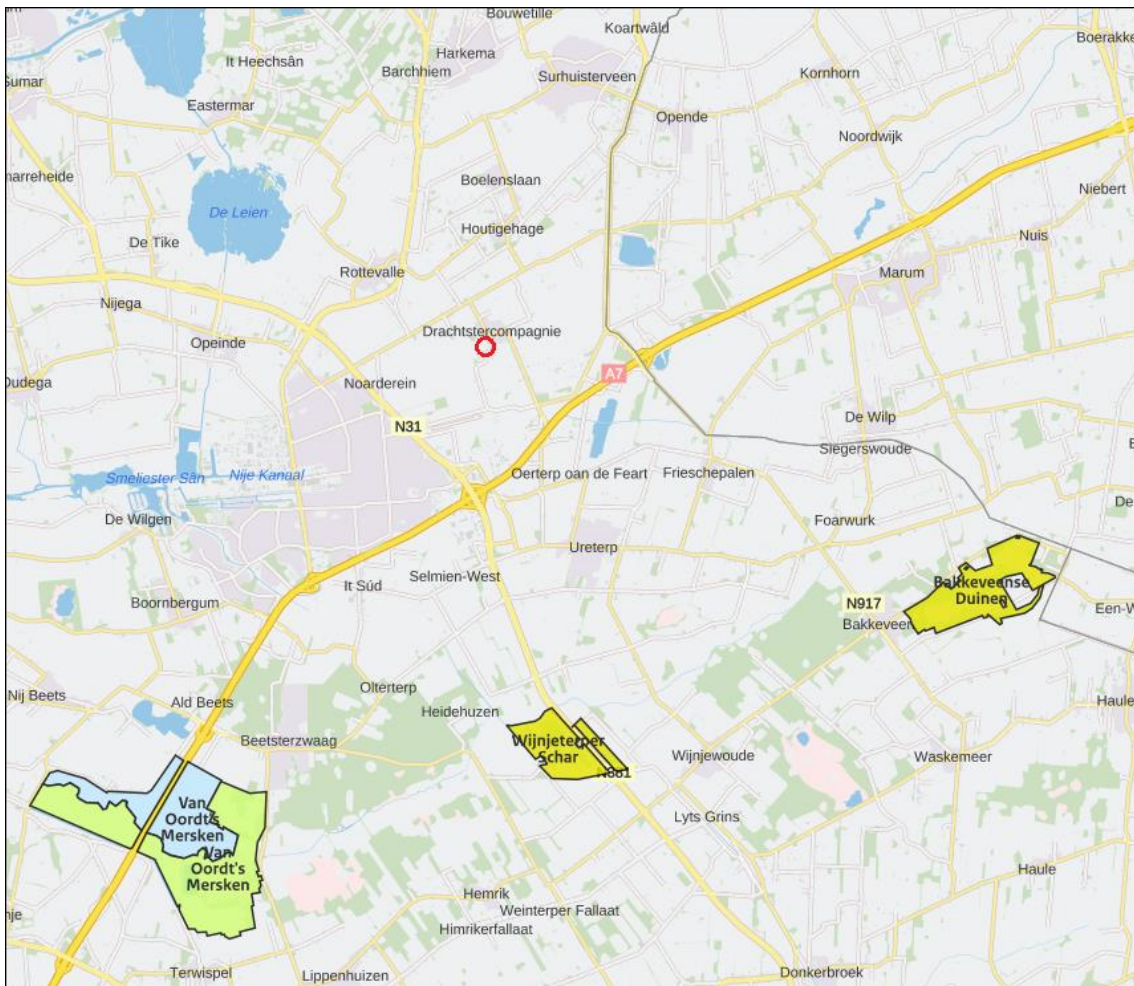 Bouwetille
Koartwâld
Boerakke
Harkema
It Heechsân
Barchhiem
Surhuisterveen
Kornhorn
Sumar
Eastermar
Opende
Noordwijk
Boelenslaan
Niebert
De Leien
Houtigehage
De Tike
Nuis
Rottevalle
Marum
Nijega
Drachtstercompagnie
Opeinde
A7
Noarderein
Oudega
De Wilp
N31
Siegerswoude
Smeliester Sân
Nije Kanaal
Oerterp oan de Feart
Frieschepalen
De Wilgen
Foarwurk
Ureterp
Selmien-West
It Súd
Bakkeveense
Duinen
Boornbergum
N917
Een-W
Bakkeveen
Olterterp
Nij Beets
Ald Beets
Heidehuzen
Haule
Beetsterzwaag
Wijnjeterper
Schar
Wijnjewoude
Waskemeer
N381
Van
Oordt's
Mersken
Van
Oordt's
Mersken
Lyts Grins
Haule
Hemrik
Weinterper Fallaat
Himrikerfallaat
Terwispel
Lippenhuizen
Donkerbroek